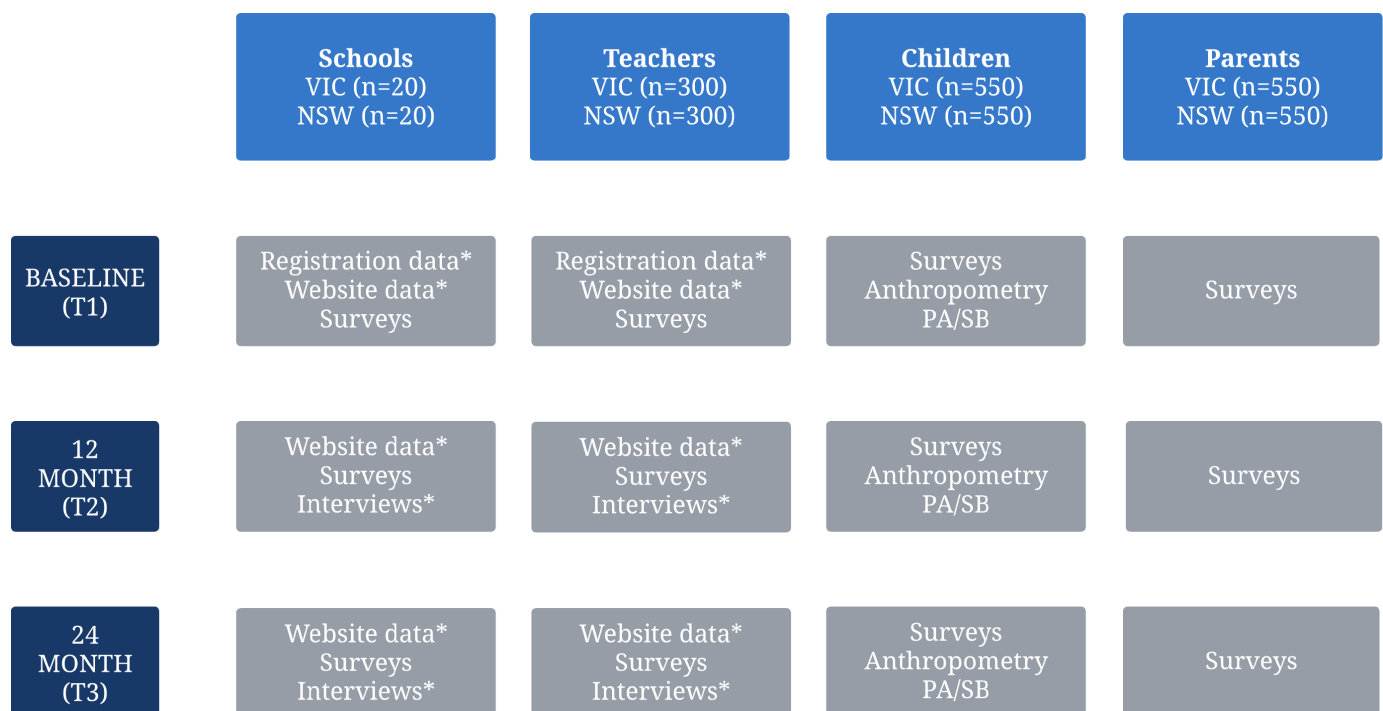 Schools
VIC (n=20)
NSW (n=20)
Teachers
VIC (n=300)
NSW (n=300)
Children
VIC (n=550)
NSW (n=550)
Parents
VIC (n=550)
NSW (n=550)
BASELINE
(T1)
Registration data*
Website data*
Surveys
Registration data*
Website data*
Surveys
Surveys
Anthropometry
PA/SB
Surveys
12
MONTH
(T2)
Website data*
Surveys
Interviews*
Website data*
Surveys
Interviews*
Surveys
Anthropometry
PA/SB
Surveys
24
MONTH
(T3)
Website data*
Surveys
Interviews*
Website data*
Surveys
Interviews*
Surveys
Anthropometry
PA/SB
Surveys